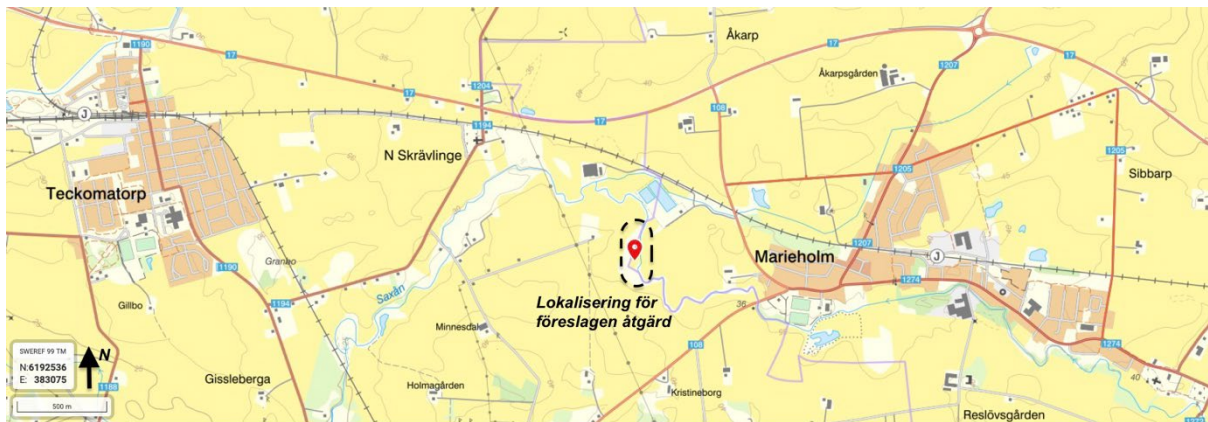 1190
17
17
J
Teckomatorp
Gillbo
Granbo
1190
1194
Gissleberga
1188
1204
1194
N Skrävlinge
Saxån
Minnesdal
Holmagården
Åkarp
40
108
17
Lokalisering för
föreslagen åtgärd
Marieholm
36
108
Kristineborg
Åkarpsgården
1207
17
1205
1205
Sibbarp
1207
J
1274
1274
40
Reslövsgården
SWEREF 99 TM
N:6192536
E: 383075
N
500 m